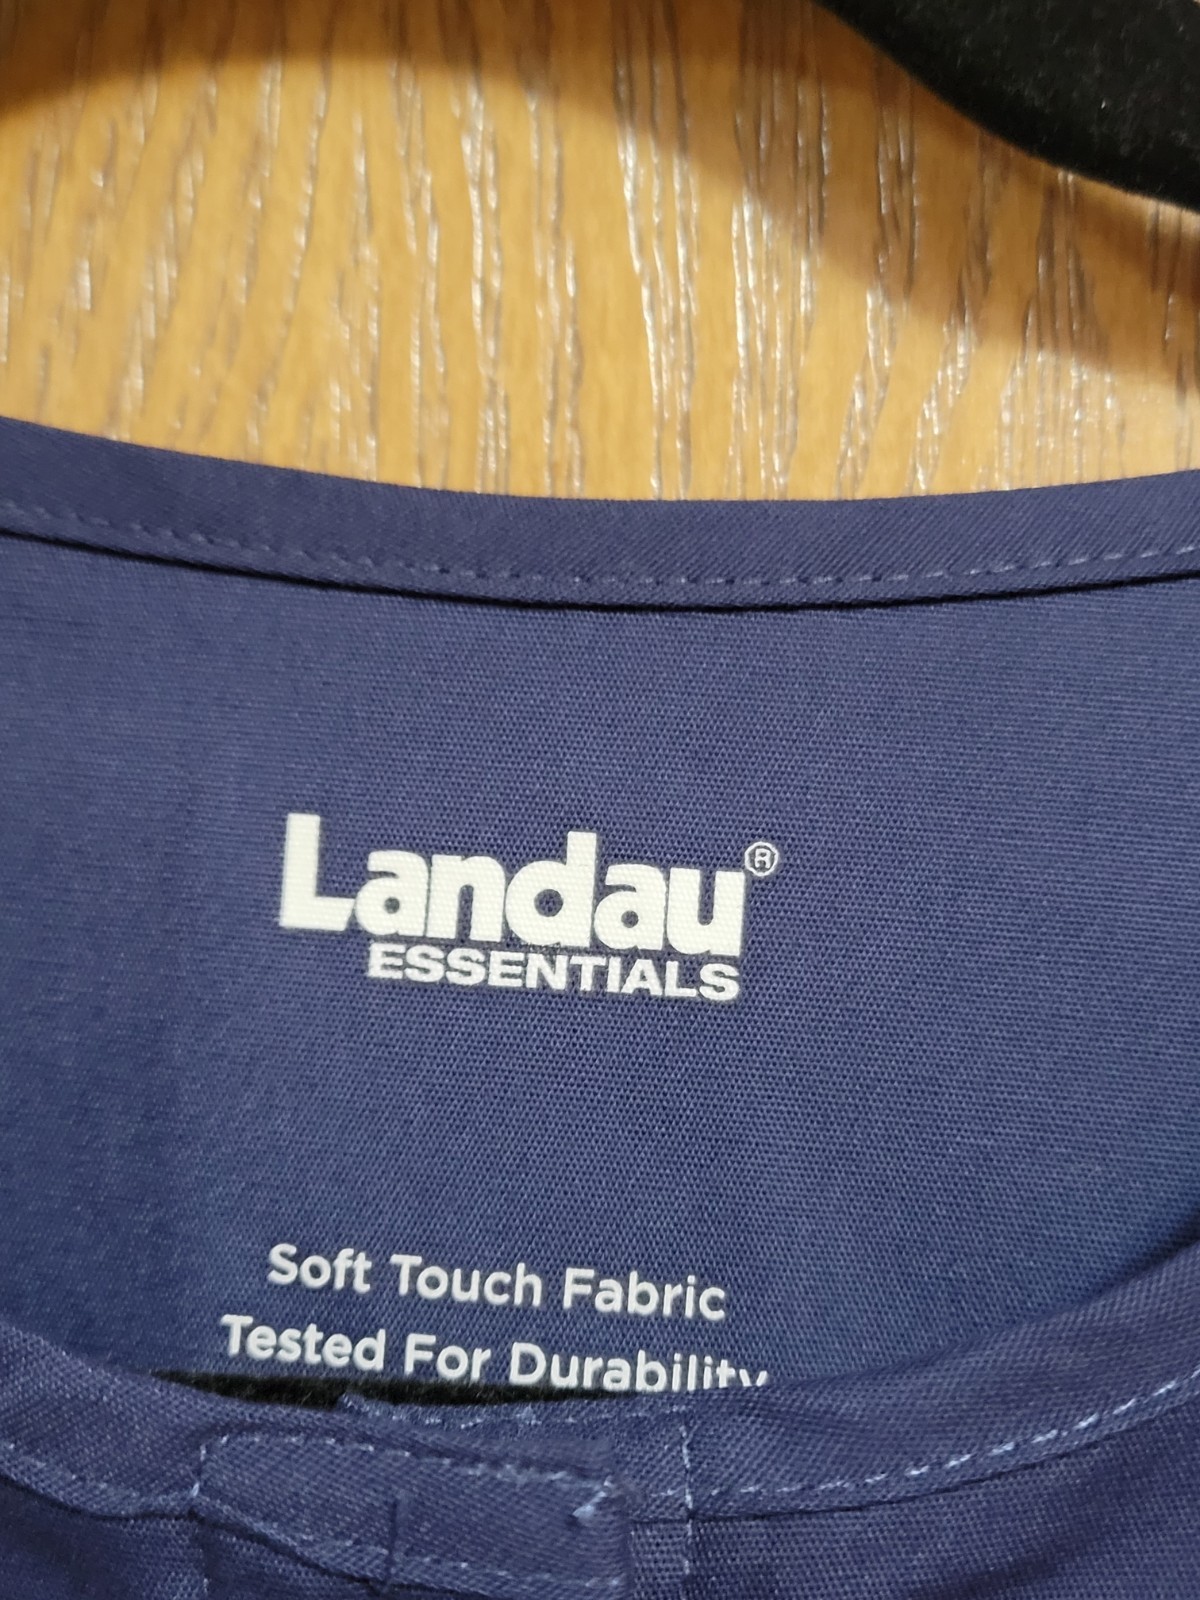 Landau®
ESSENTIALS
Soft Touch Fabric
Tested For Durability